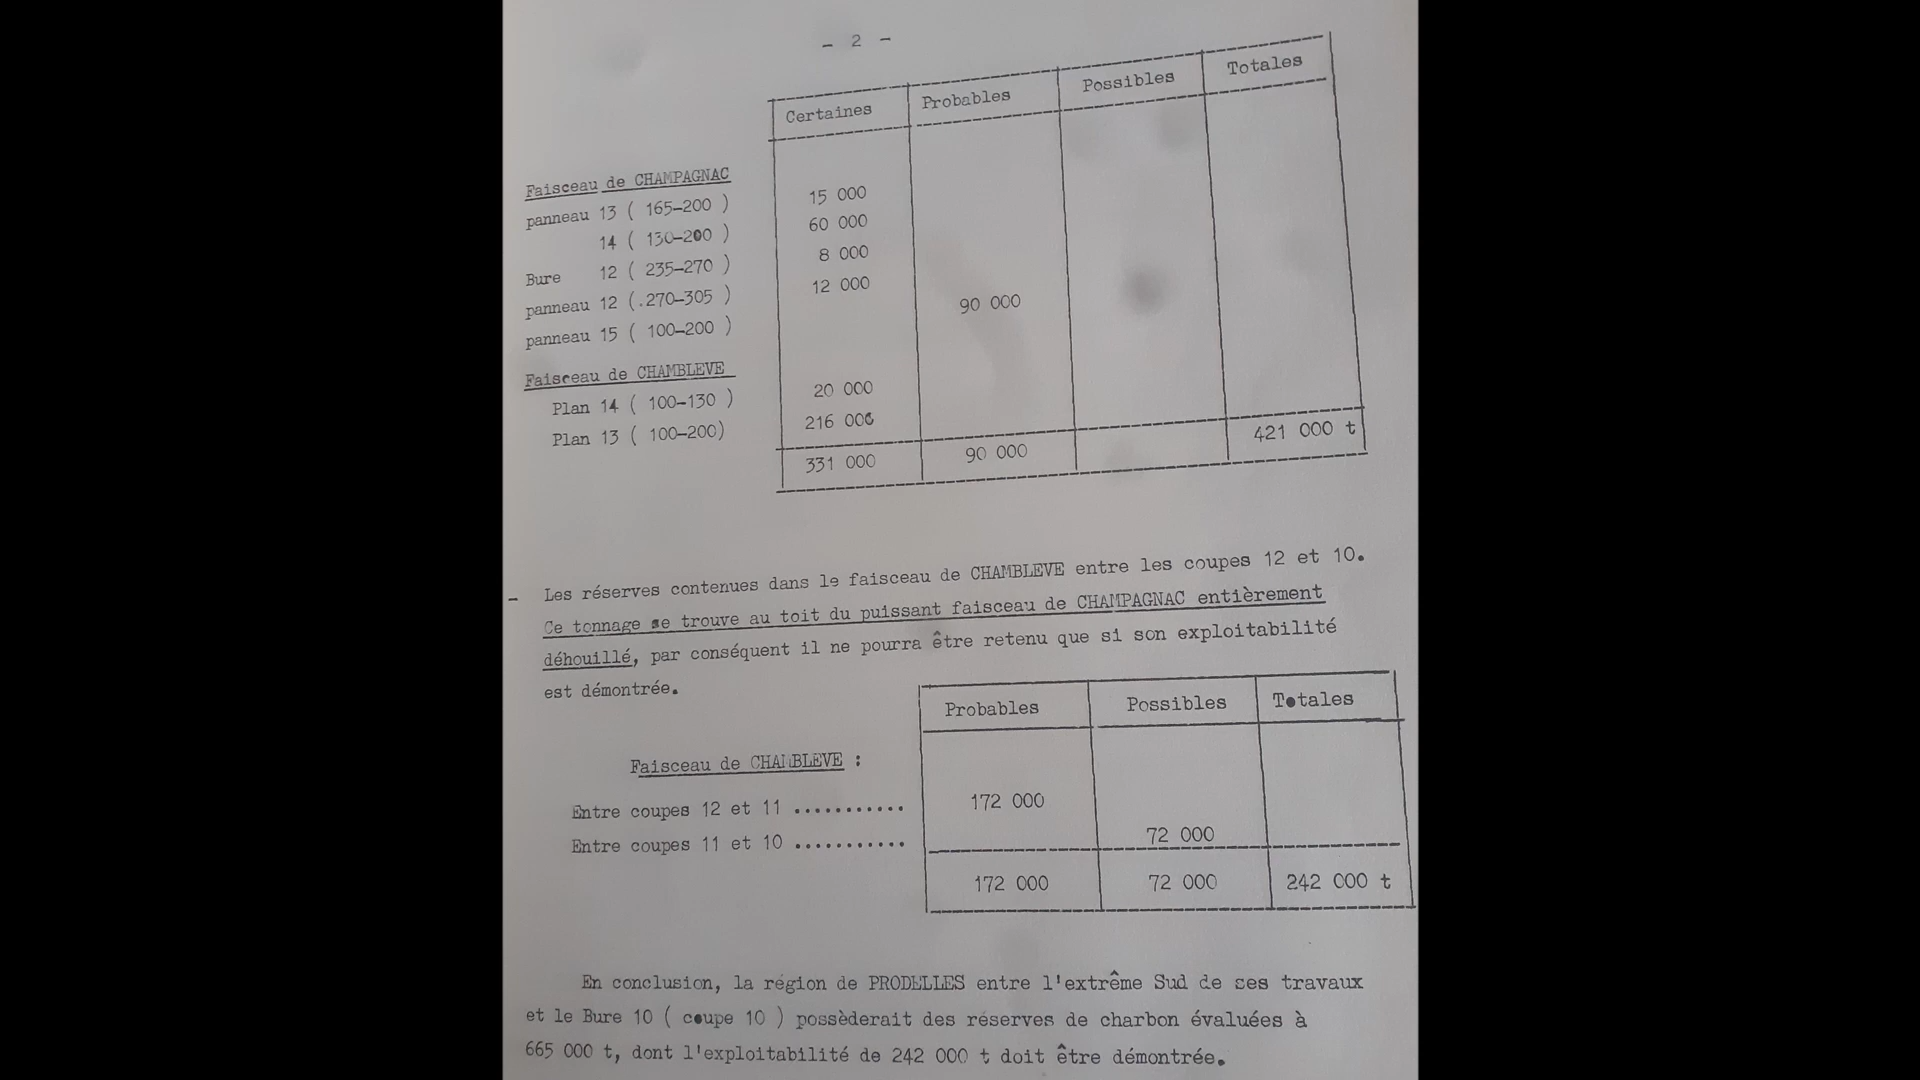 - 2 -
Certaines Probables Possibles Totales
Faisceau de CHAMPAGNAC
panneau 13 ( 165-200 ) 15 000
14 ( 130-200 ) 60 000
Bure 12 ( 235-270 ) 8 000
panneau 12 (.270-305 ) 12 000
panneau 15 ( 100-200 ) 90 000
Faisceau de CHAMBLEVE
Plan 14 ( 100-130 ) 20 000
Plan 13 ( 100-200) 216 000
331 000 90 000 421 000 t
- Les réserves contenues dans le faisceau de CHAMBLEVE entre les coupes 12 et 10.
Ce tonnage se trouve au toit du puissant faisceau de CHAMPAGNAC entièrement
déhouillé, par conséquent il ne pourra être retenu que si son exploitabilité
est démontrée.
Probables Possibles Totales
Faisceau de CHAMBLEVE :
Entre coupes 12 et 11 ........... 172 000
Entre coupes 11 et 10 ........... 72 000
172 000 72 000 242 000 t
En conclusion, la région de PRODELLES entre l'extrême Sud de ses travaux
et le Bure 10 ( coupe 10 ) possèderait des réserves de charbon évaluées à
665 000 t, dont l'exploitabilité de 242 000 t doit être démontrée.